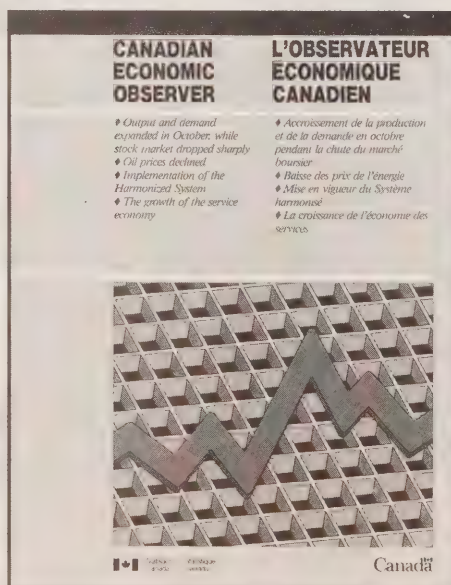 CANADIAN
ECONOMIC
OBSERVER
♦ Output and demand
expanded in October, while
stock market dropped sharply
♦ Oil prices declined
♦ Implementation of the
Harmonized System
♦ The growth of the service
economy
L'OBSERVATEUR
ÉCONOMIQUE
CANADIEN
♦ Accroissement de la production
et de la demande en octobre
pendant la chute du marché
boursier
♦ Baisse des prix de l'énergie
♦ Mise en vigueur du Système
harmonisé
♦ La croissance de l'économie des
services
Canada